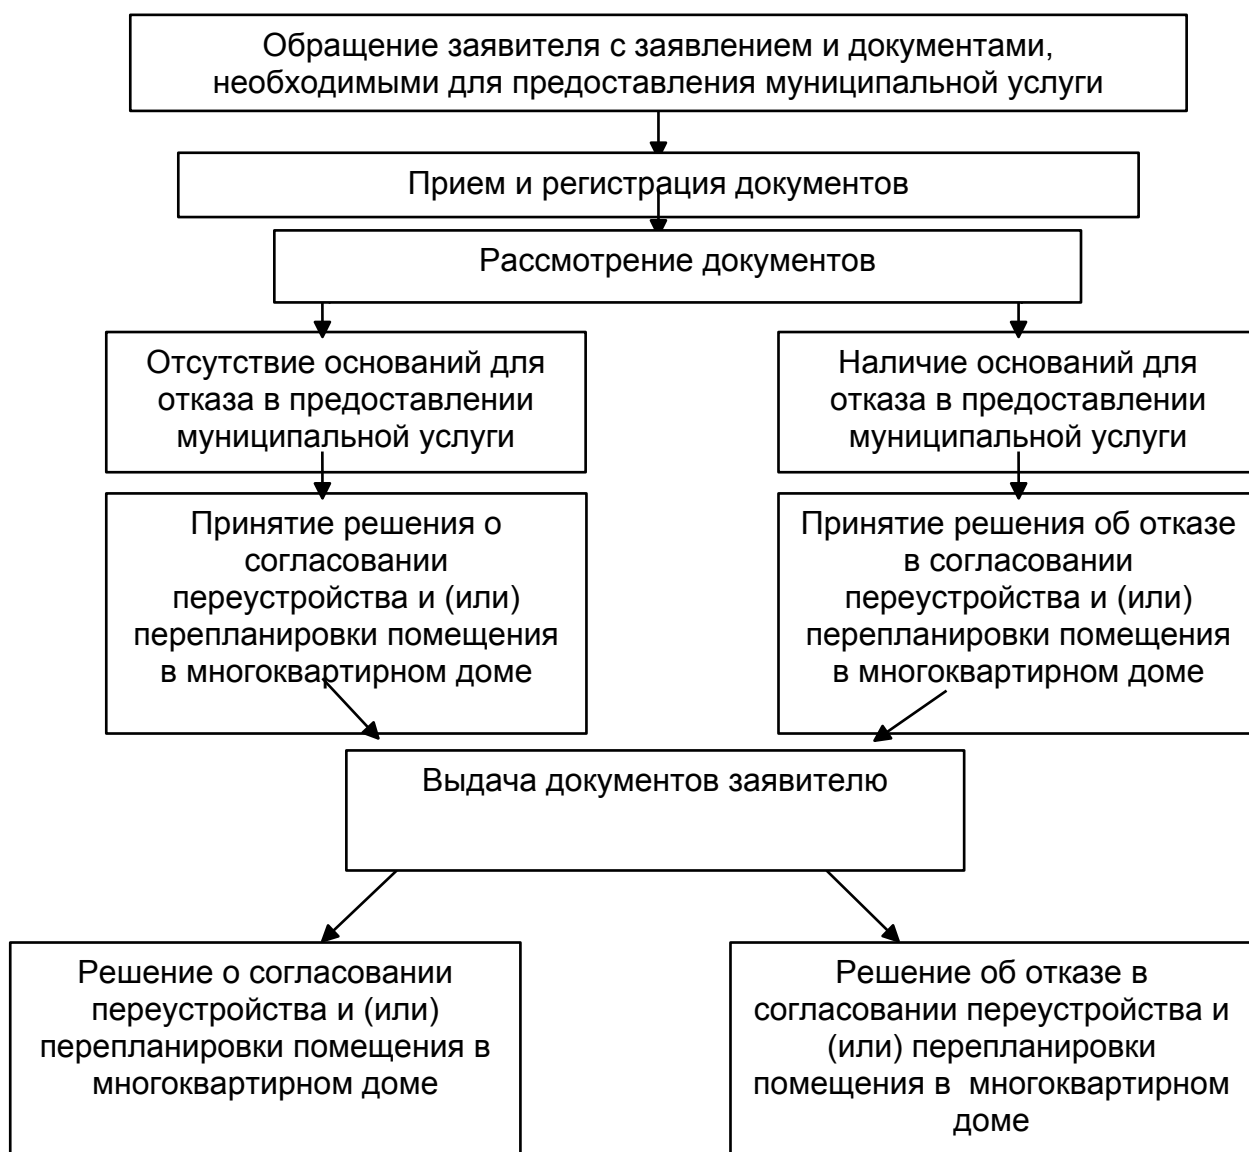 Обращение заявителя с заявлением и документами,
необходимыми для предоставления муниципальной услуги
Прием и регистрация документов
Рассмотрение документов
Отсутствие оснований для
отказа в предоставлении
муниципальной услуги
Наличие оснований для
отказа в предоставлении
муниципальной услуги
Принятие решения о
согласовании
переустройства и (или)
перепланировки помещения
в многоквартирном доме
Принятие решения об отказе
в согласовании
переустройства и (или)
перепланировки помещения
в многоквартирном доме
Выдача документов заявителю
Решение о согласовании
переустройства и (или)
перепланировки помещения в
многоквартирном доме
Решение об отказе в
согласовании переустройства и
(или) перепланировки
помещения в  многоквартирном
доме